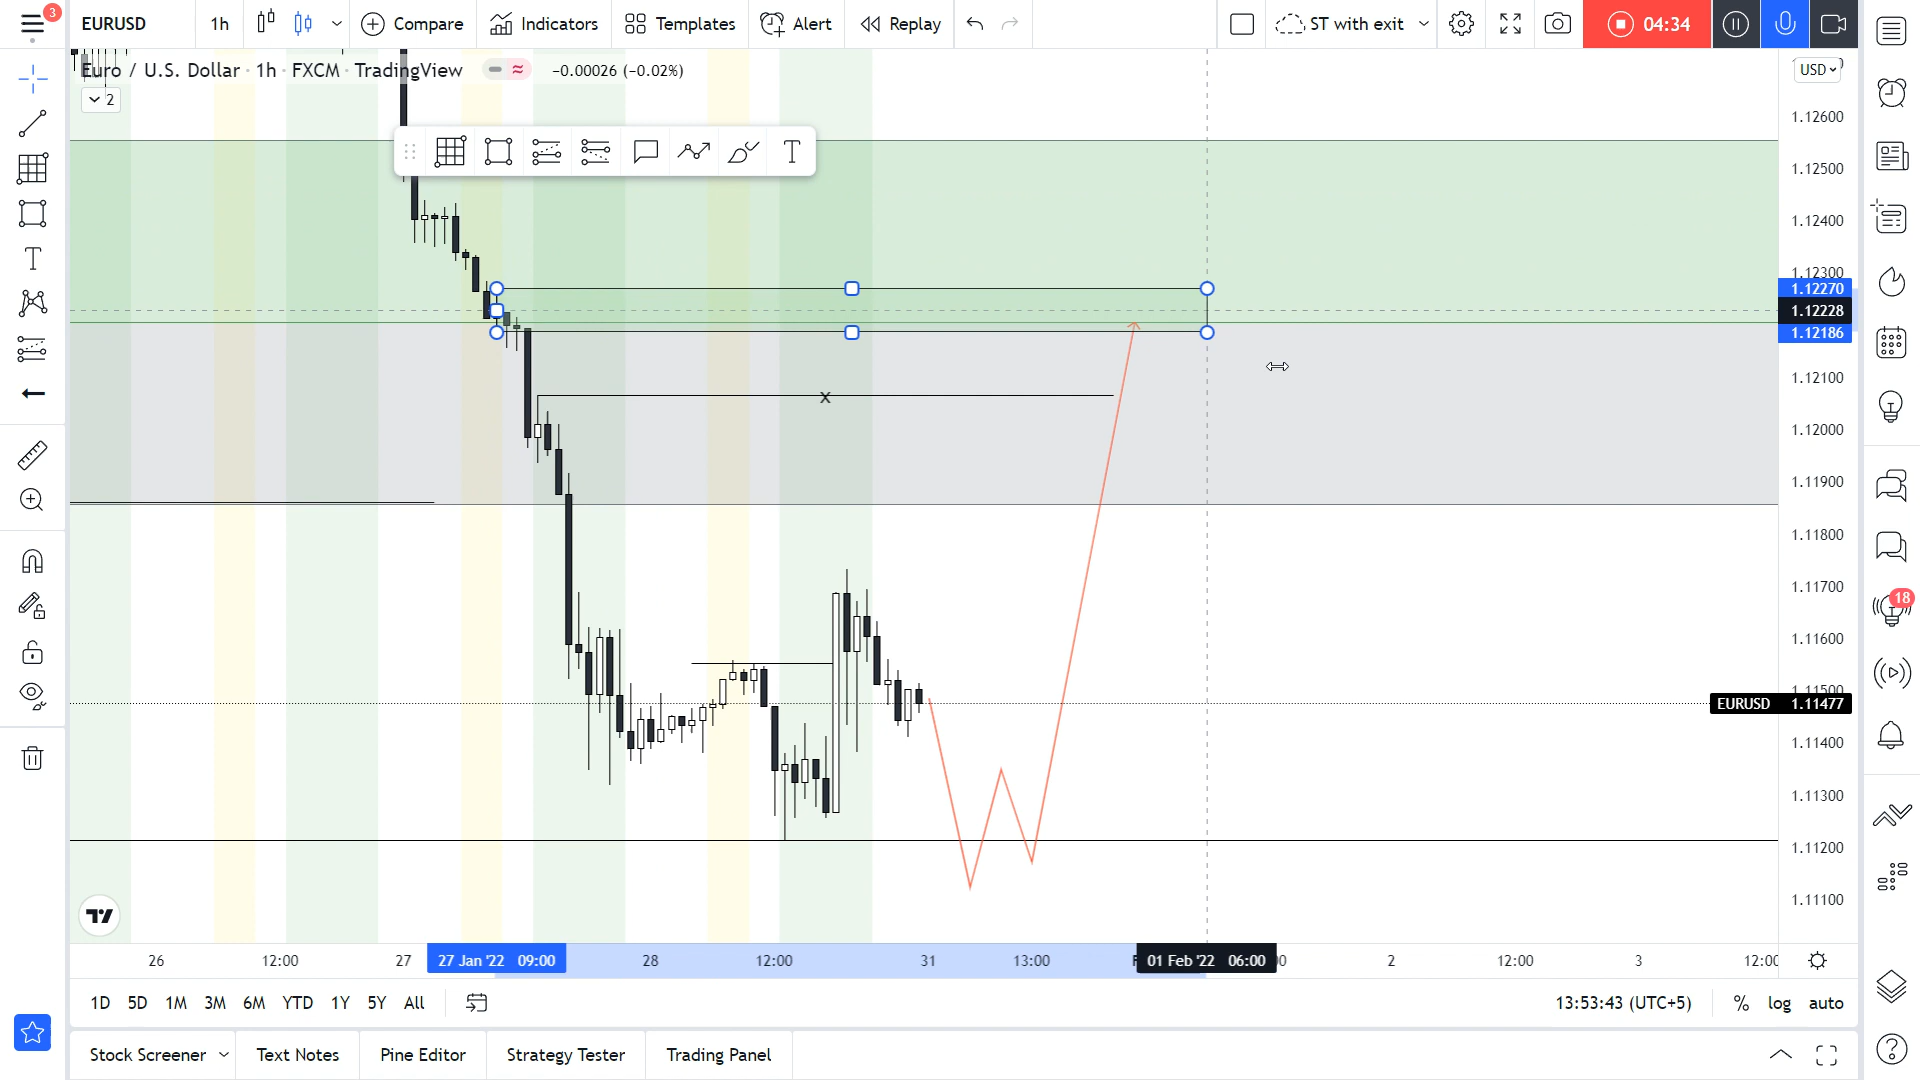 3
EURUSD
1h
Compare
Indicators
Templates
Alert
Replay
ST with exit
04:34
Euro / U.S. Dollar · 1h · FXCM · TradingView
−0.00026 (−0.02%)
2
USD
1.12600
1.12500
1.12400
1.12300
1.12270
1.12228
1.12186
1.12100
1.12000
1.11900
1.11800
1.11700
1.11600
1.11500
EURUSD 1.11477
1.11400
1.11300
1.11200
1.11100
x
18
26
12:00
27
27 Jan '22 09:00
28
12:00
31
13:00
01 Feb '22 06:00
2
12:00
3
12:00
1D 5D 1M 3M 6M YTD 1Y 5Y All
13:53:43 (UTC+5)
% log auto
Stock Screener
Text Notes
Pine Editor
Strategy Tester
Trading Panel